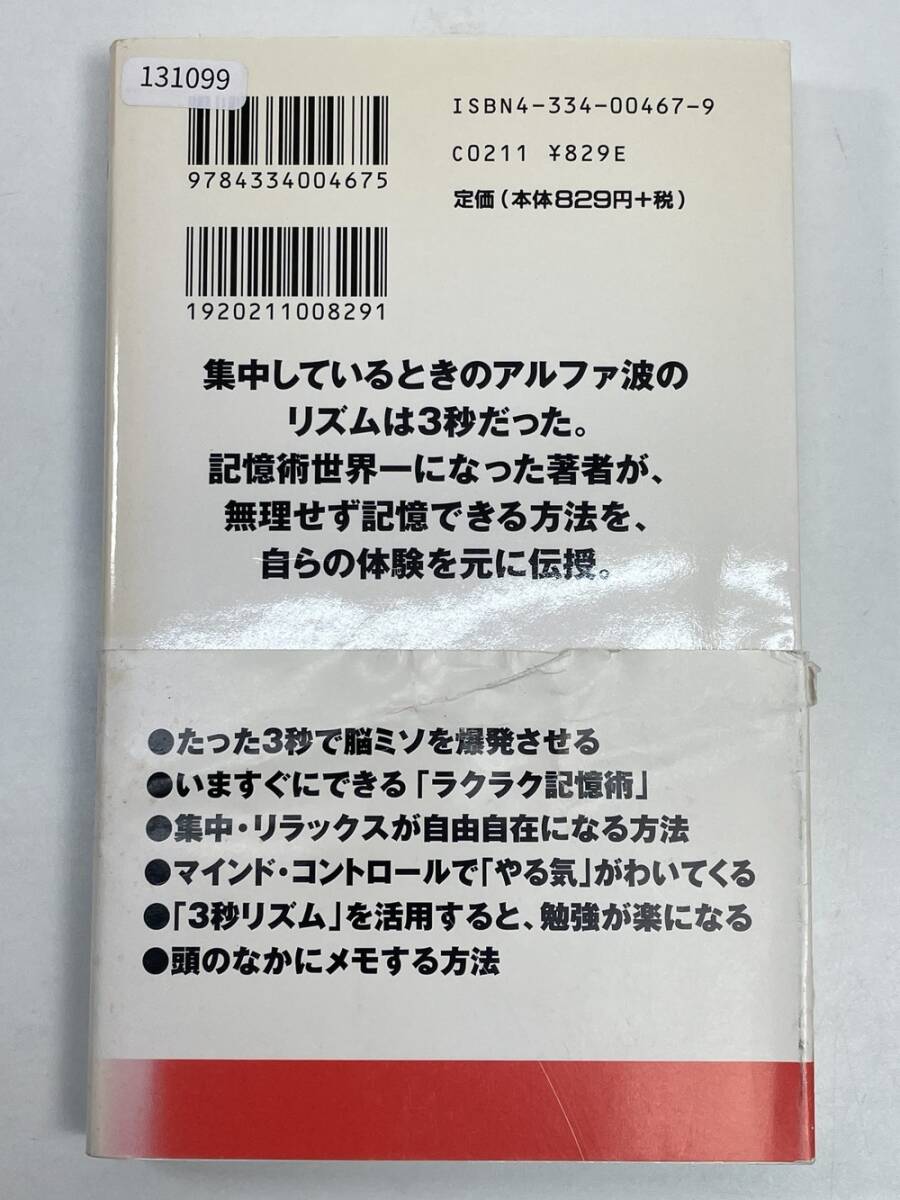 131099
ISBN4-334-00467-9
9784334004675
C0211 ¥829E
定価(本体829円+税)
1920211008291
集中しているときのアルファ波の
リズムは3秒だった。
記憶術世界一になった著者が、
無理せず記憶できる方法を、
自らの体験を元に伝授。
●たった3秒で脳ミソを爆発させる
●いますぐにできる「ラクラク記憶術」
●集中・リラックスが自由自在になる方法
●マインド・コントロールで「やる気」がわいてくる
●「3秒リズム」を活用すると、勉強が楽になる
●頭のなかにメモする方法